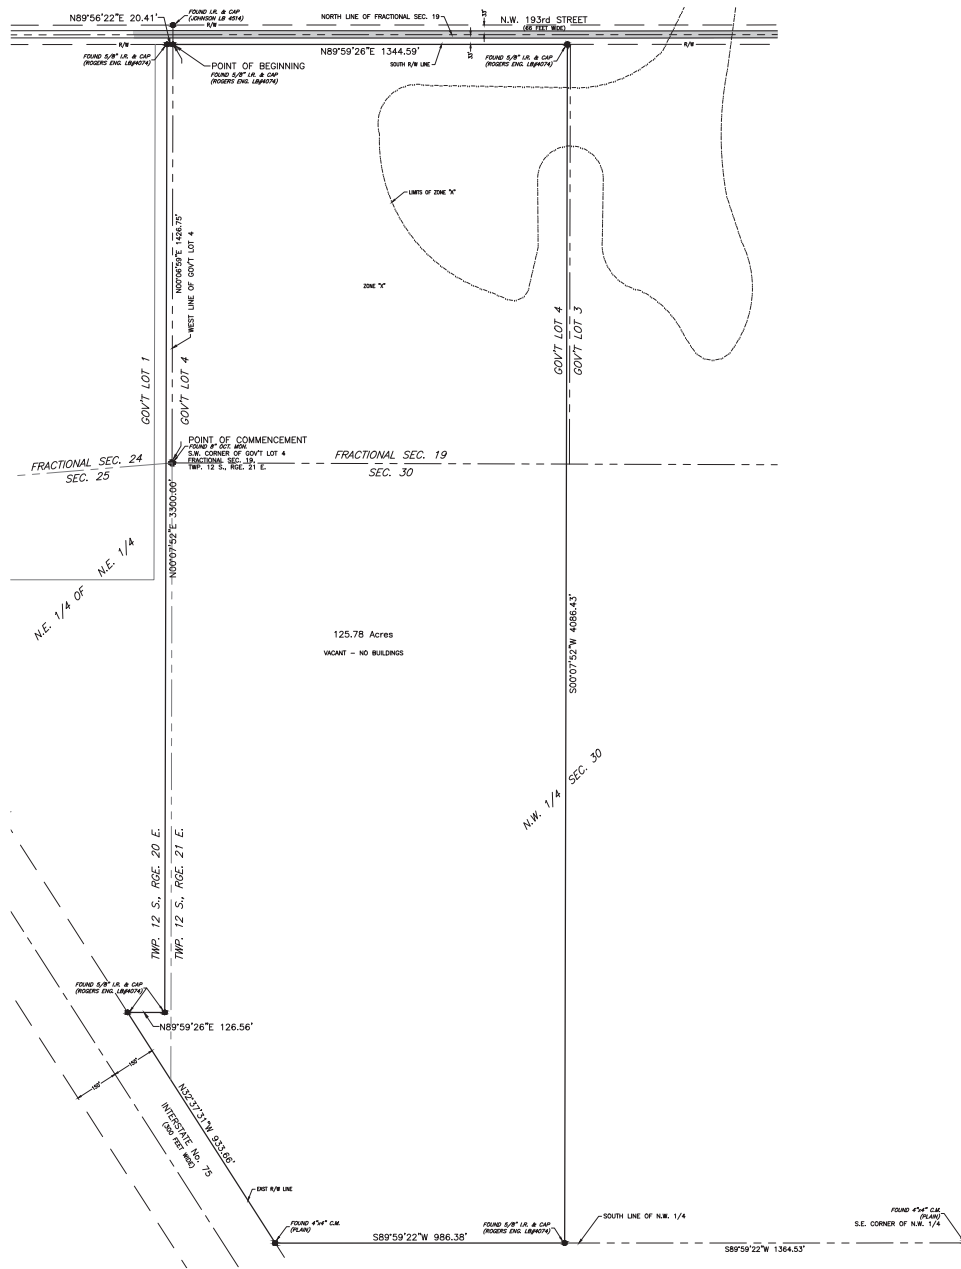 FOUND I.R. & CAP
(JOHNSON LB 4514)
N89°56'22"E 20.41'
R/W
NORTH LINE OF FRACTIONAL SEC. 19
33'
N.W. 193rd STREET
(66 FEET WIDE)
R/W
N89°59'26"E 1344.59'
33'
R/W
FOUND 5/8" I.R. & CAP
(ROGERS ENG. LB#4074)
POINT OF BEGINNING
FOUND 5/8" I.R. & CAP
(ROGERS ENG. LB#4074)
SOUTH R/W LINE
FOUND 5/8" I.R. & CAP
(ROGERS ENG. LB#4074)
LIMITS OF ZONE "X"
N00°06'59"E 1426.75'
WEST LINE OF GOV'T LOT 4
ZONE "X"
GOV'T LOT 1
GOV'T LOT 4
GOV'T LOT 4
GOV'T LOT 3
POINT OF COMMENCEMENT
FOUND 8" OCT. MON.
S.W. CORNER OF GOV'T LOT 4
FRACTIONAL SEC. 19,
TWP. 12 S., RGE. 21 E.
FRACTIONAL SEC. 24
SEC. 25
FRACTIONAL SEC. 19
SEC. 30
N00°07'52"E 3300.00'
N.E. 1/4 OF N.E. 1/4
125.78 Acres
VACANT - NO BUILDINGS
S00°07'52"W 4086.43'
N.W. 1/4 SEC. 30
TWP. 12 S., RGE. 20 E.
TWP. 12 S., RGE. 21 E.
FOUND 5/8" I.R. & CAP
(ROGERS ENG. LB#4074)
N89°59'26"E 126.56'
150'
150'
N32°37'31"W 933.66'
INTERSTATE No. 75
(300 FEET WIDE)
EAST R/W LINE
FOUND 4"x4" C.M.
(PLAIN)
S89°59'22"W 986.38'
FOUND 5/8" I.R. & CAP
(ROGERS ENG. LB#4074)
SOUTH LINE OF N.W. 1/4
FOUND 4"x4" C.M.
(PLAIN)
S.E. CORNER OF N.W. 1/4
S89°59'22"W 1364.53'